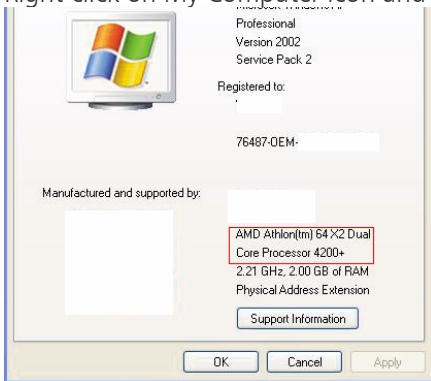 Right click on My Computer icon and
Professional
Version 2002
Service Pack 2
Registered to:
76487-OEM-
Manufactured and supported by:
AMD Athlon(tm) 64 X2 Dual
Core Processor 4200+
2.21 GHz, 2.00 GB of RAM
Physical Address Extension
Support Information
OK Cancel Apply